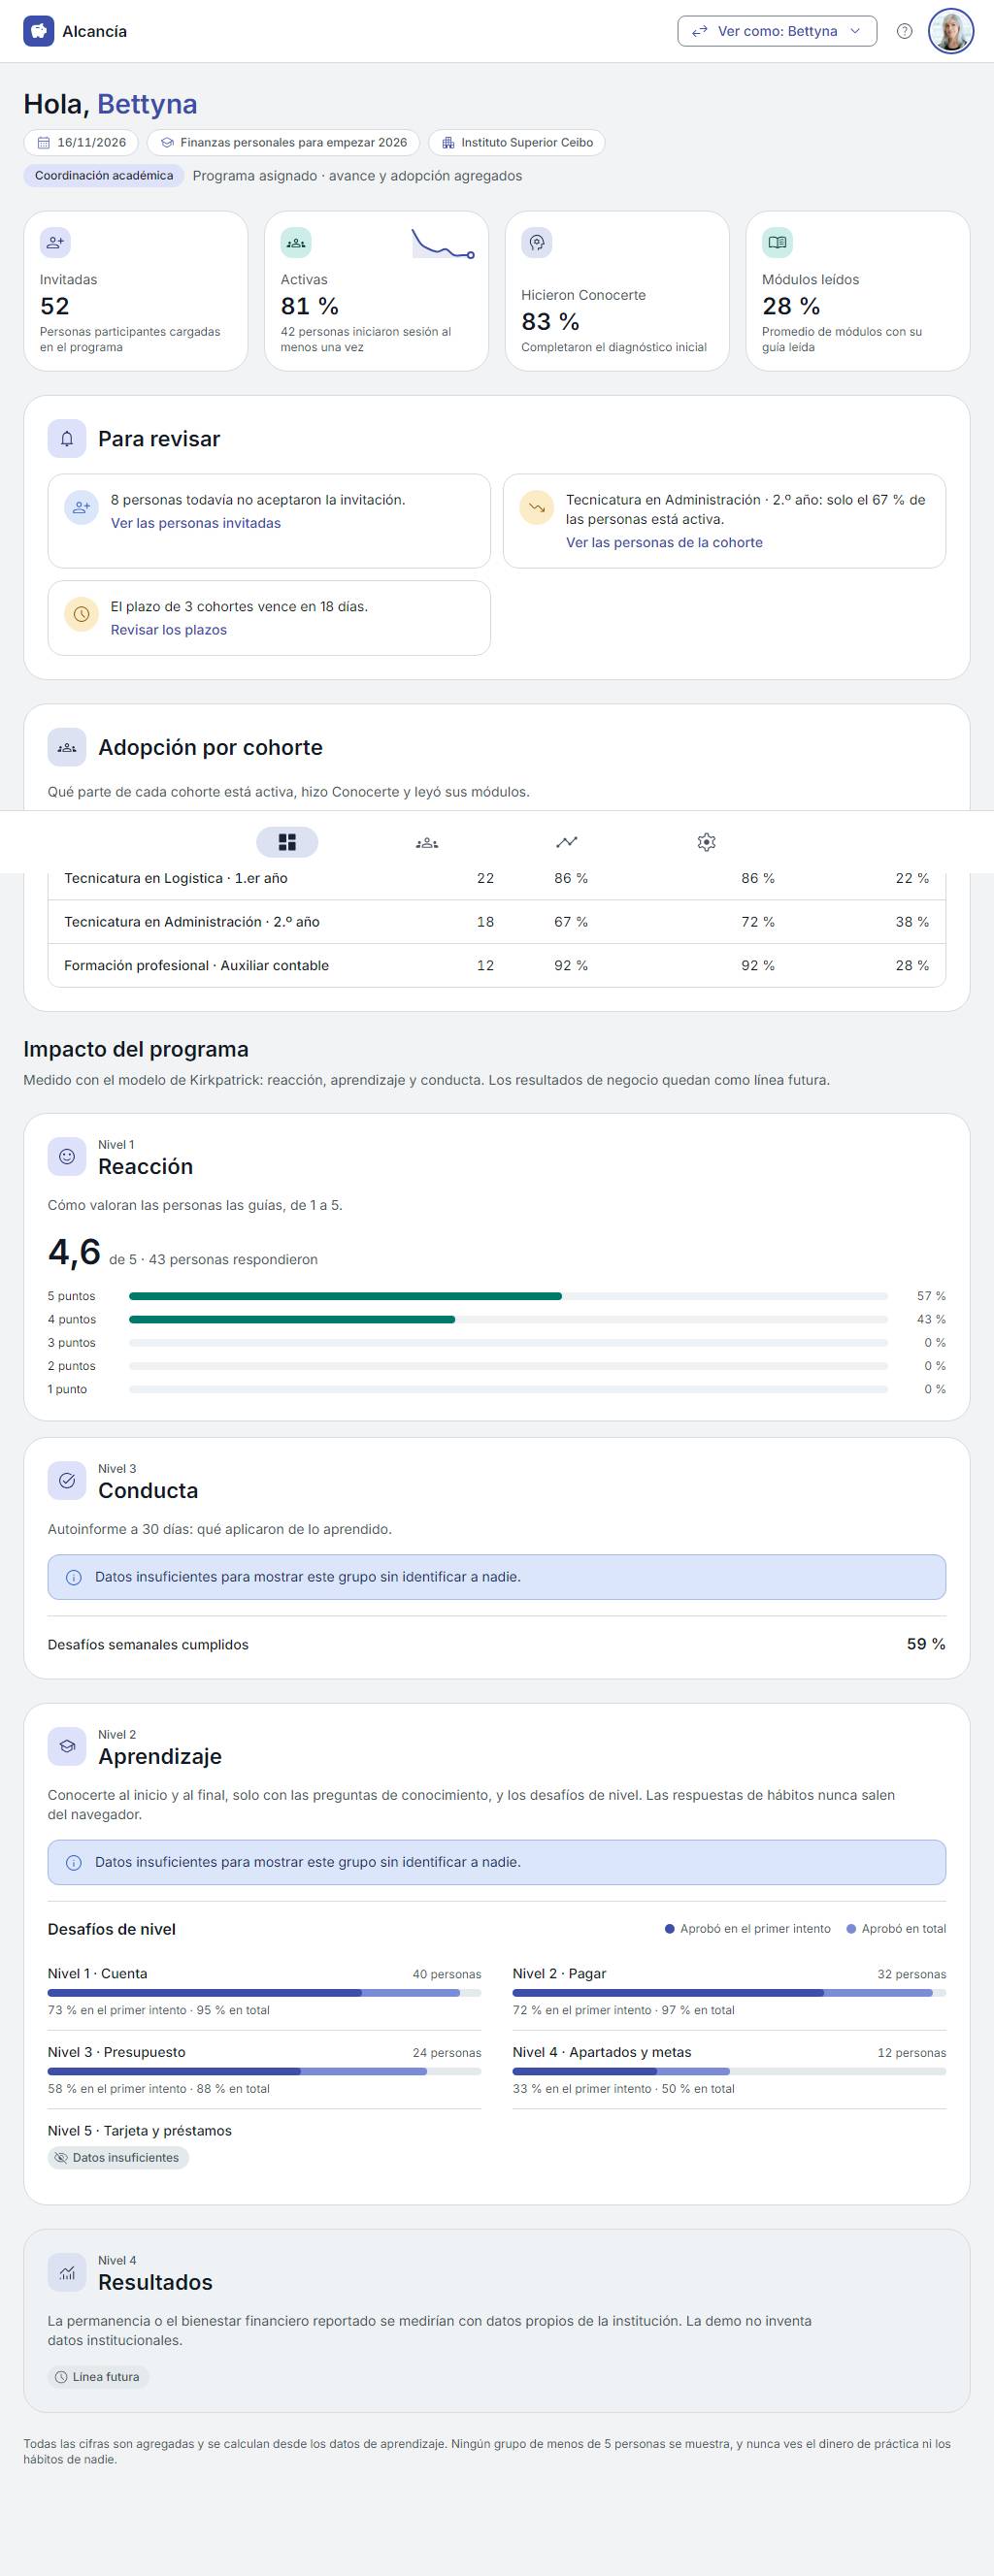 Alcancía
Ver como: Bettyna
Hola, Bettyna
16/11/2026
Finanzas personales para empezar 2026
Instituto Superior Ceibo
Coordinación académica
Programa asignado · avance y adopción agregados
Invitadas
52
Personas participantes cargadas
en el programa
Activas
81 %
42 personas iniciaron sesión al
menos una vez
Hicieron Conocerte
83 %
Completaron el diagnóstico inicial
Módulos leídos
28 %
Promedio de módulos con su
guía leída
Para revisar
8 personas todavía no aceptaron la invitación.
Ver las personas invitadas
Tecnicatura en Administración · 2.º año: solo el 67 % de
las personas está activa.
Ver las personas de la cohorte
El plazo de 3 cohortes vence en 18 días.
Revisar los plazos
Adopción por cohorte
Qué parte de cada cohorte está activa, hizo Conocerte y leyó sus módulos.
Tecnicatura en Logística · 1.er año 22 86 % 86 % 22 %
Tecnicatura en Administración · 2.º año 18 67 % 72 % 38 %
Formación profesional · Auxiliar contable 12 92 % 92 % 28 %
Impacto del programa
Medido con el modelo de Kirkpatrick: reacción, aprendizaje y conducta. Los resultados de negocio quedan como línea futura.
Nivel 1
Reacción
Cómo valoran las personas las guías, de 1 a 5.
4,6 de 5 · 43 personas respondieron
5 puntos 57 %
4 puntos 43 %
3 puntos 0 %
2 puntos 0 %
1 punto 0 %
Nivel 3
Conducta
Autoinforme a 30 días: qué aplicaron de lo aprendido.
Datos insuficientes para mostrar este grupo sin identificar a nadie.
Desafíos semanales cumplidos 59 %
Nivel 2
Aprendizaje
Conocerte al inicio y al final, solo con las preguntas de conocimiento, y los desafíos de nivel. Las respuestas de hábitos nunca salen
del navegador.
Datos insuficientes para mostrar este grupo sin identificar a nadie.
Desafíos de nivel
Aprobó en el primer intento
Aprobó en total
Nivel 1 · Cuenta 40 personas
73 % en el primer intento · 95 % en total
Nivel 2 · Pagar 32 personas
72 % en el primer intento · 97 % en total
Nivel 3 · Presupuesto 24 personas
58 % en el primer intento · 88 % en total
Nivel 4 · Apartados y metas 12 personas
33 % en el primer intento · 50 % en total
Nivel 5 · Tarjeta y préstamos
Datos insuficientes
Nivel 4
Resultados
La permanencia o el bienestar financiero reportado se medirían con datos propios de la institución. La demo no inventa
datos institucionales.
Línea futura
Todas las cifras son agregadas y se calculan desde los datos de aprendizaje. Ningún grupo de menos de 5 personas se muestra, y nunca ves el dinero de práctica ni los
hábitos de nadie.